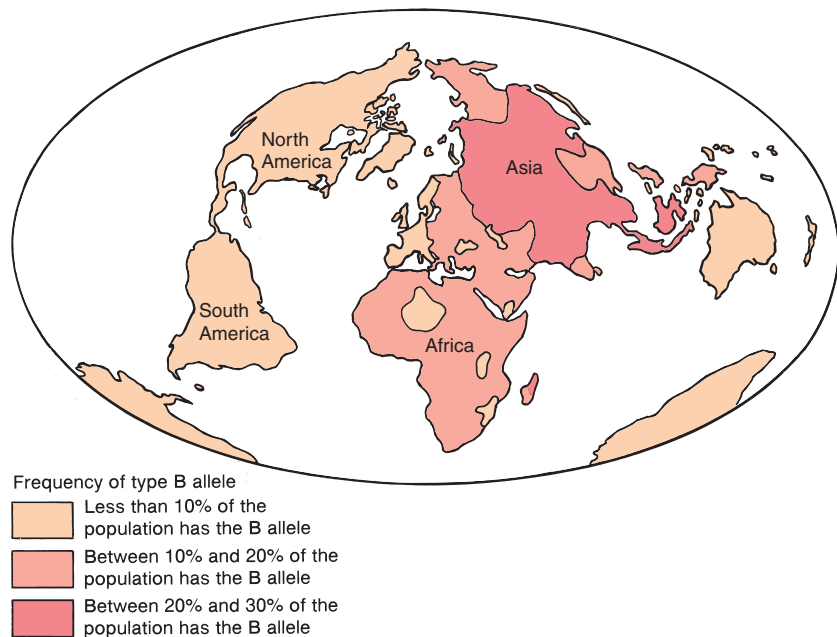 North
America
Asia
South
America
Africa
Frequency of type B allele
Less than 10% of the
population has the B allele
Between 10% and 20% of the
population has the B allele
Between 20% and 30% of the
population has the B allele